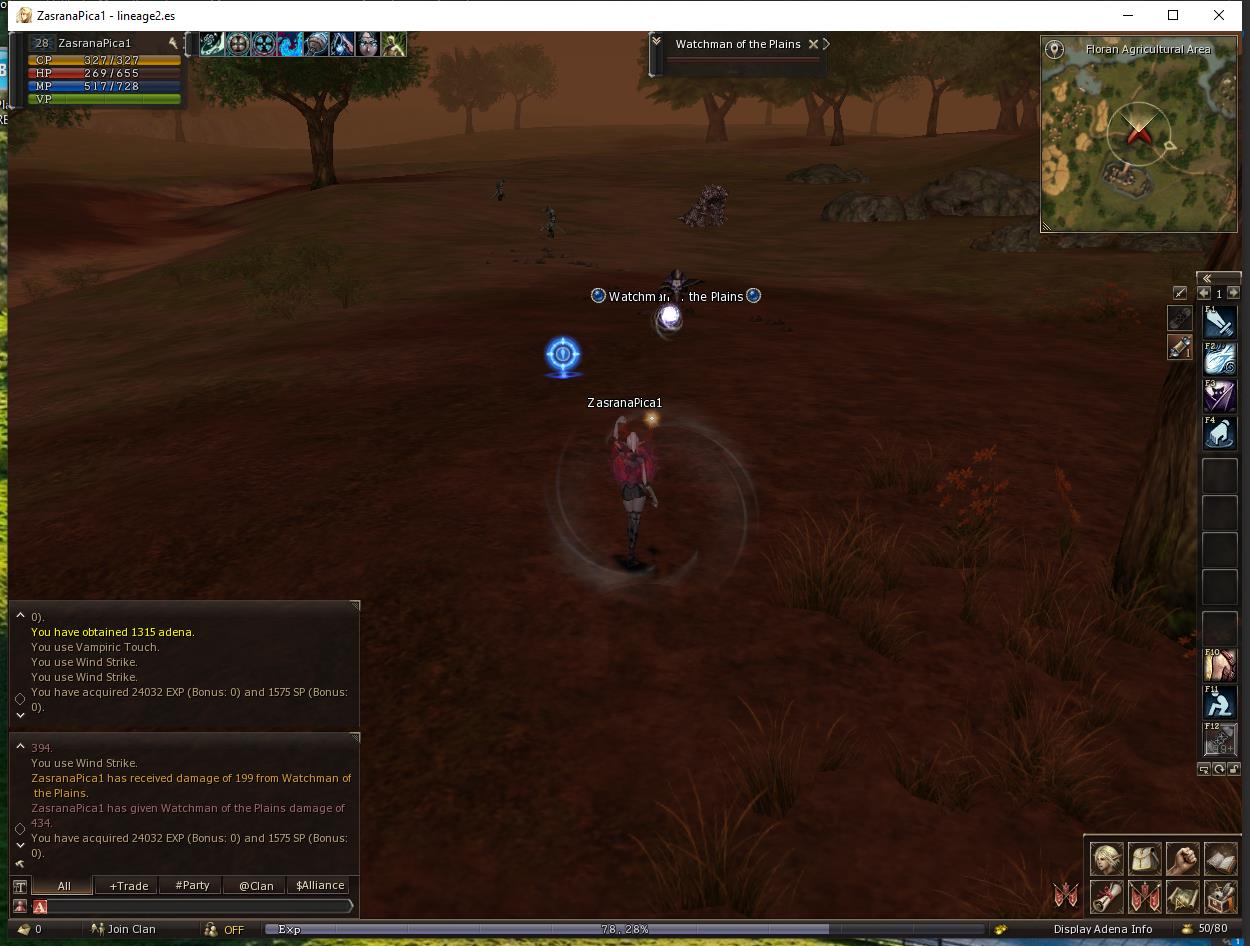 ZasranaPica1 - lineage2.es
28 ZasranaPica1
CP 327/327
HP 269/655
MP 517/728
VP
Watchman of the Plains
Floran Agricultural Area
1
F1
F2
F3
F4
1
F10
F11
F12
99+
the Plains
ZasranaPica1
0).
You have obtained 1315 adena.
You use Vampiric Touch.
You use Wind Strike.
You use Wind Strike.
You have acquired 24032 EXP (Bonus: 0) and 1575 SP (Bonus:
0).
394.
You use Wind Strike.
ZasranaPica1 has received damage of 199 from Watchman of
the Plains.
ZasranaPica1 has given Watchman of the Plains damage of
434.
You have acquired 24032 EXP (Bonus: 0) and 1575 SP (Bonus:
0).
All +Trade #Party @Clan $Alliance
A
0 Join Clan OFF Exp 78.28% Display Adena Info 50/80